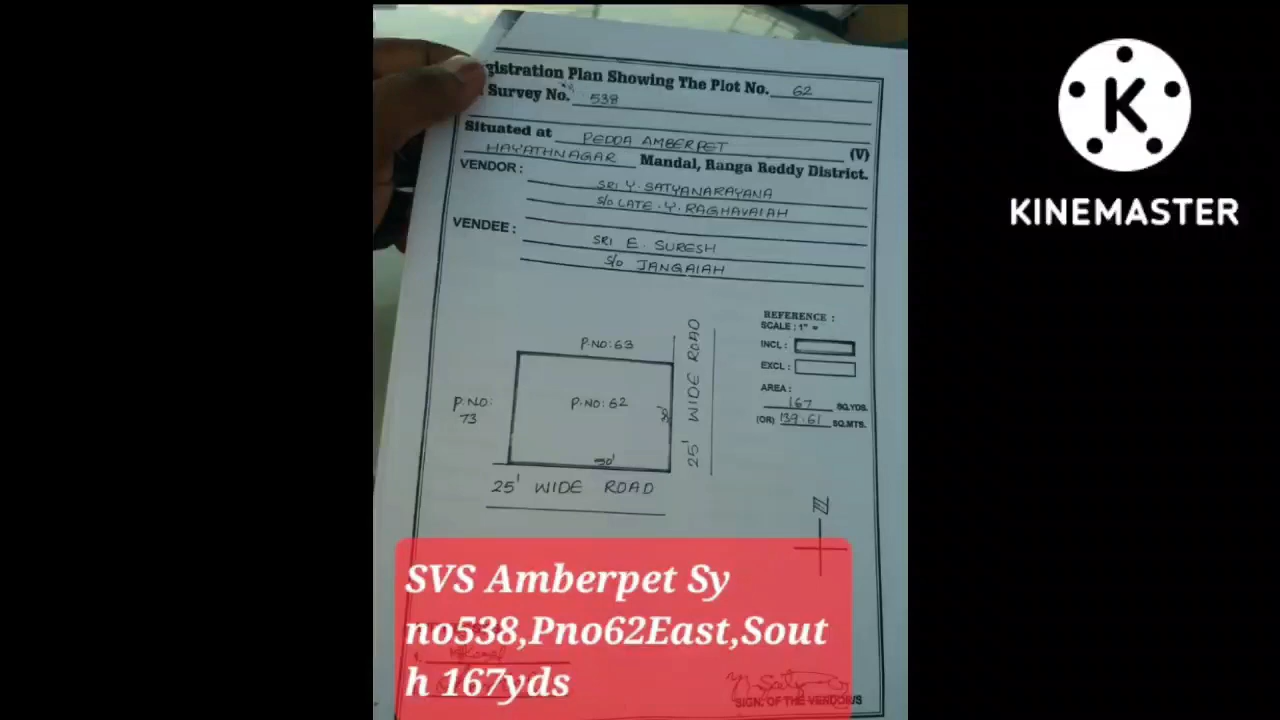 gistration Plan Showing The Plot No. 62
Survey No. 538
Situated at PEDDA AMBERPET (V)
HAYATHNAGAR Mandal, Ranga Reddy District.
VENDOR : SRI Y. SATYANARAYANA
S/o LATE. Y. RAGHAVAIAH
VENDEE : SRI E. SURESH
S/o JANGAIAH
REFERENCE :
SCALE : 1" =
INCL :
EXCL :
AREA :
167 SQ.YDS.
(OR) 139.61 SQ.MTS.
P.NO:63
P.NO:
73
P.NO:62
30'
50'
25' WIDE ROAD
25' WIDE ROAD
N
SVS Amberpet Sy
no538,Pno62East,Sout
h 167yds
SIGN. OF THE VENDOR/S
K
KINEMASTER